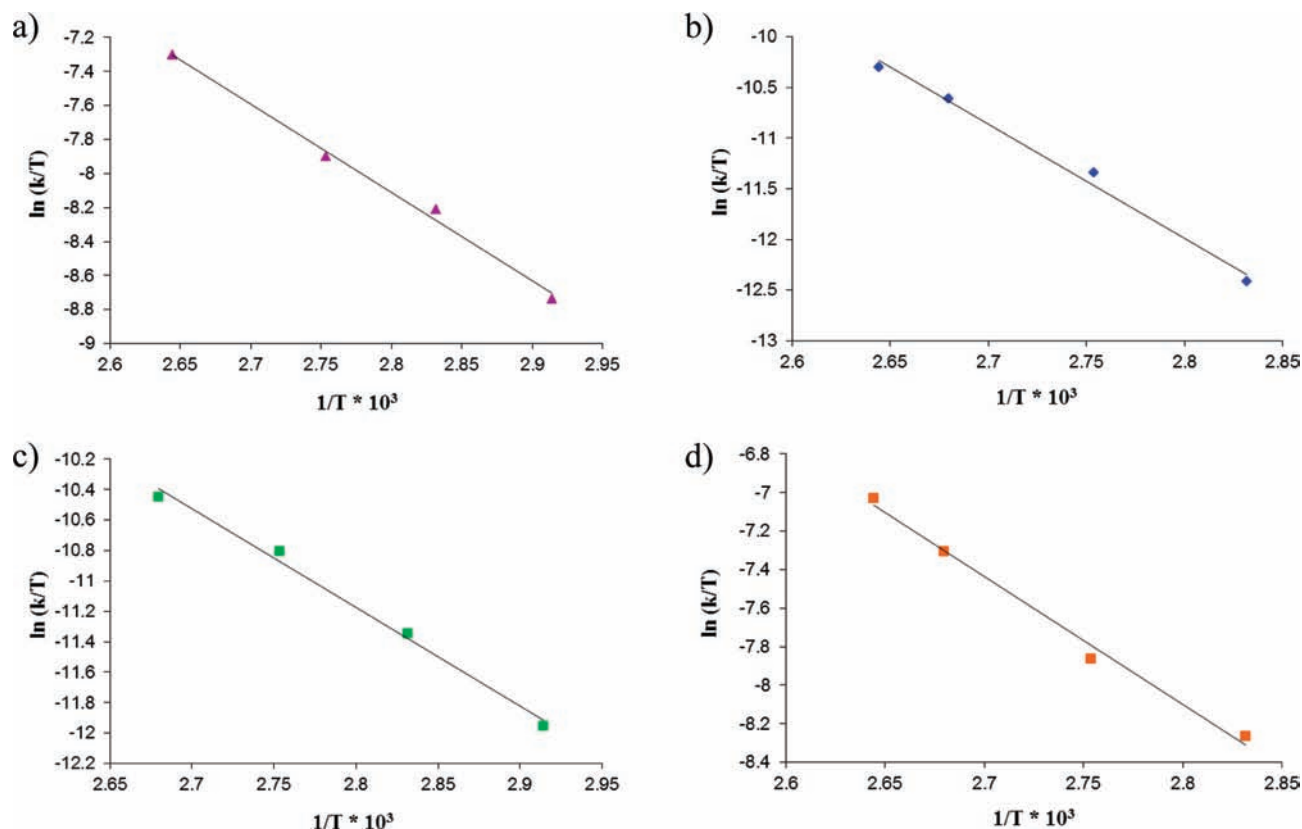 a)
-7.2
-7.4
-7.6
-7.8
-8
-8.2
-8.4
-8.6
-8.8
-9
ln (k/T)
2.6 2.65 2.7 2.75 2.8 2.85 2.9 2.95
1/T * 10³
b)
-10
-10.5
-11
-11.5
-12
-12.5
-13
ln (k/T)
2.6 2.65 2.7 2.75 2.8 2.85
1/T * 10³
c)
-10.2
-10.4
-10.6
-10.8
-11
-11.2
-11.4
-11.6
-11.8
-12
-12.2
ln (k/T)
2.65 2.7 2.75 2.8 2.85 2.9 2.95
1/T * 10³
d)
-6.8
-7
-7.2
-7.4
-7.6
-7.8
-8
-8.2
-8.4
ln (k/T)
2.6 2.65 2.7 2.75 2.8 2.85
1/T * 10³